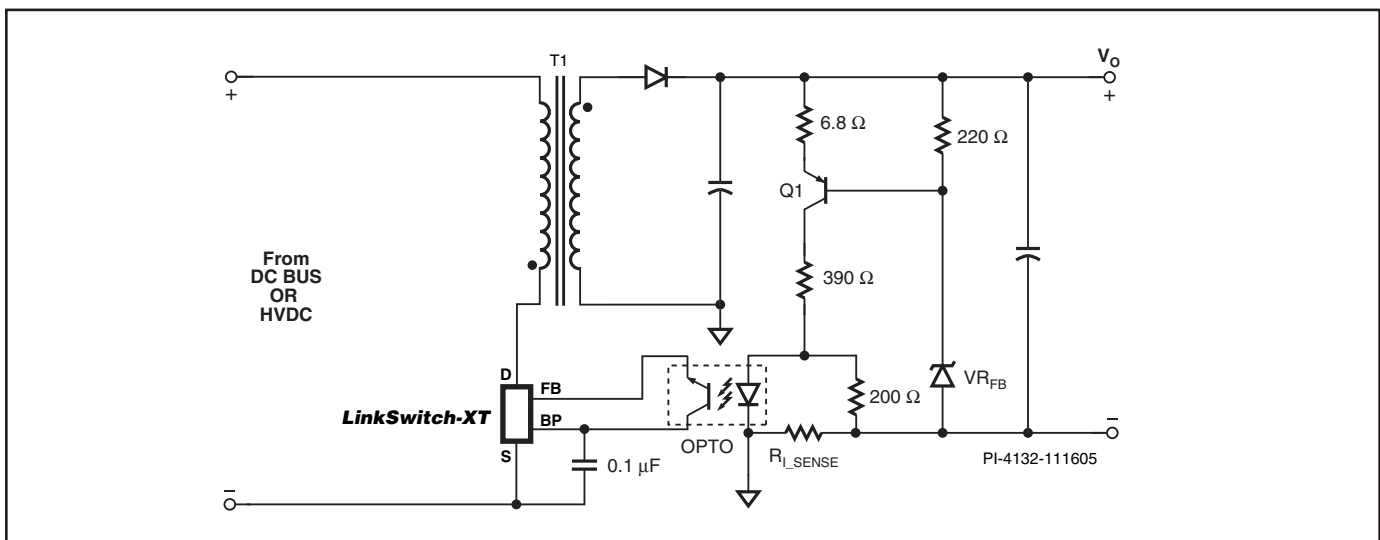 T1
V_O
+
+
6.8 Ω
220 Ω
Q1
From
DC BUS
OR
HVDC
390 Ω
D
FB
VR_FB
200 Ω
LinkSwitch-XT
BP
OPTO
R_I_SENSE
–
S
0.1 µF
PI-4132-111605
–